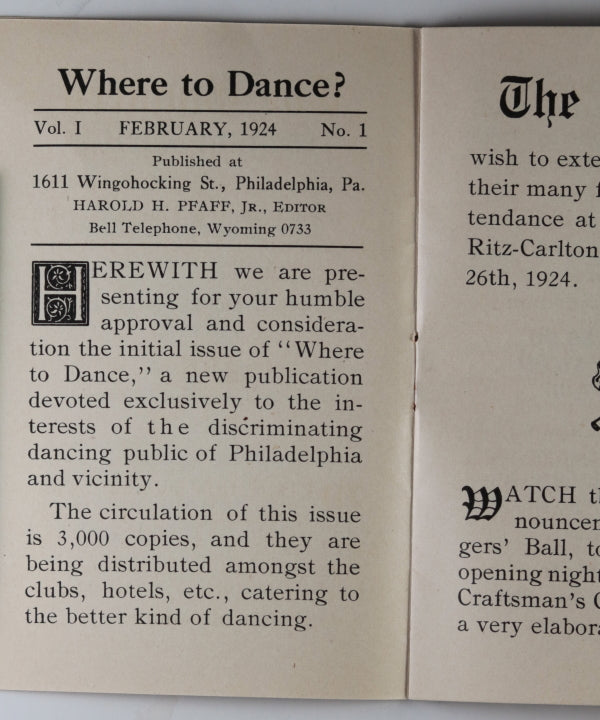 Where to Dance?
Vol. I FEBRUARY, 1924 No. 1
Published at
1611 Wingohocking St., Philadelphia, Pa.
HAROLD H. PFAFF, Jr., Editor
Bell Telephone, Wyoming 0733
HEREWITH we are pre-
senting for your humble
approval and considera-
tion the initial issue of "Where
to Dance," a new publication
devoted exclusively to the in-
terests of the discriminating
dancing public of Philadelphia
and vicinity.
The circulation of this issue
is 3,000 copies, and they are
being distributed amongst the
clubs, hotels, etc., catering to
the better kind of dancing.
The
wish to exte
their many
tendance at
Ritz-Carlton
26th, 1924.
WATCH
nouncem
gers' Ball, to
opening night
Craftsman's
a very elabora